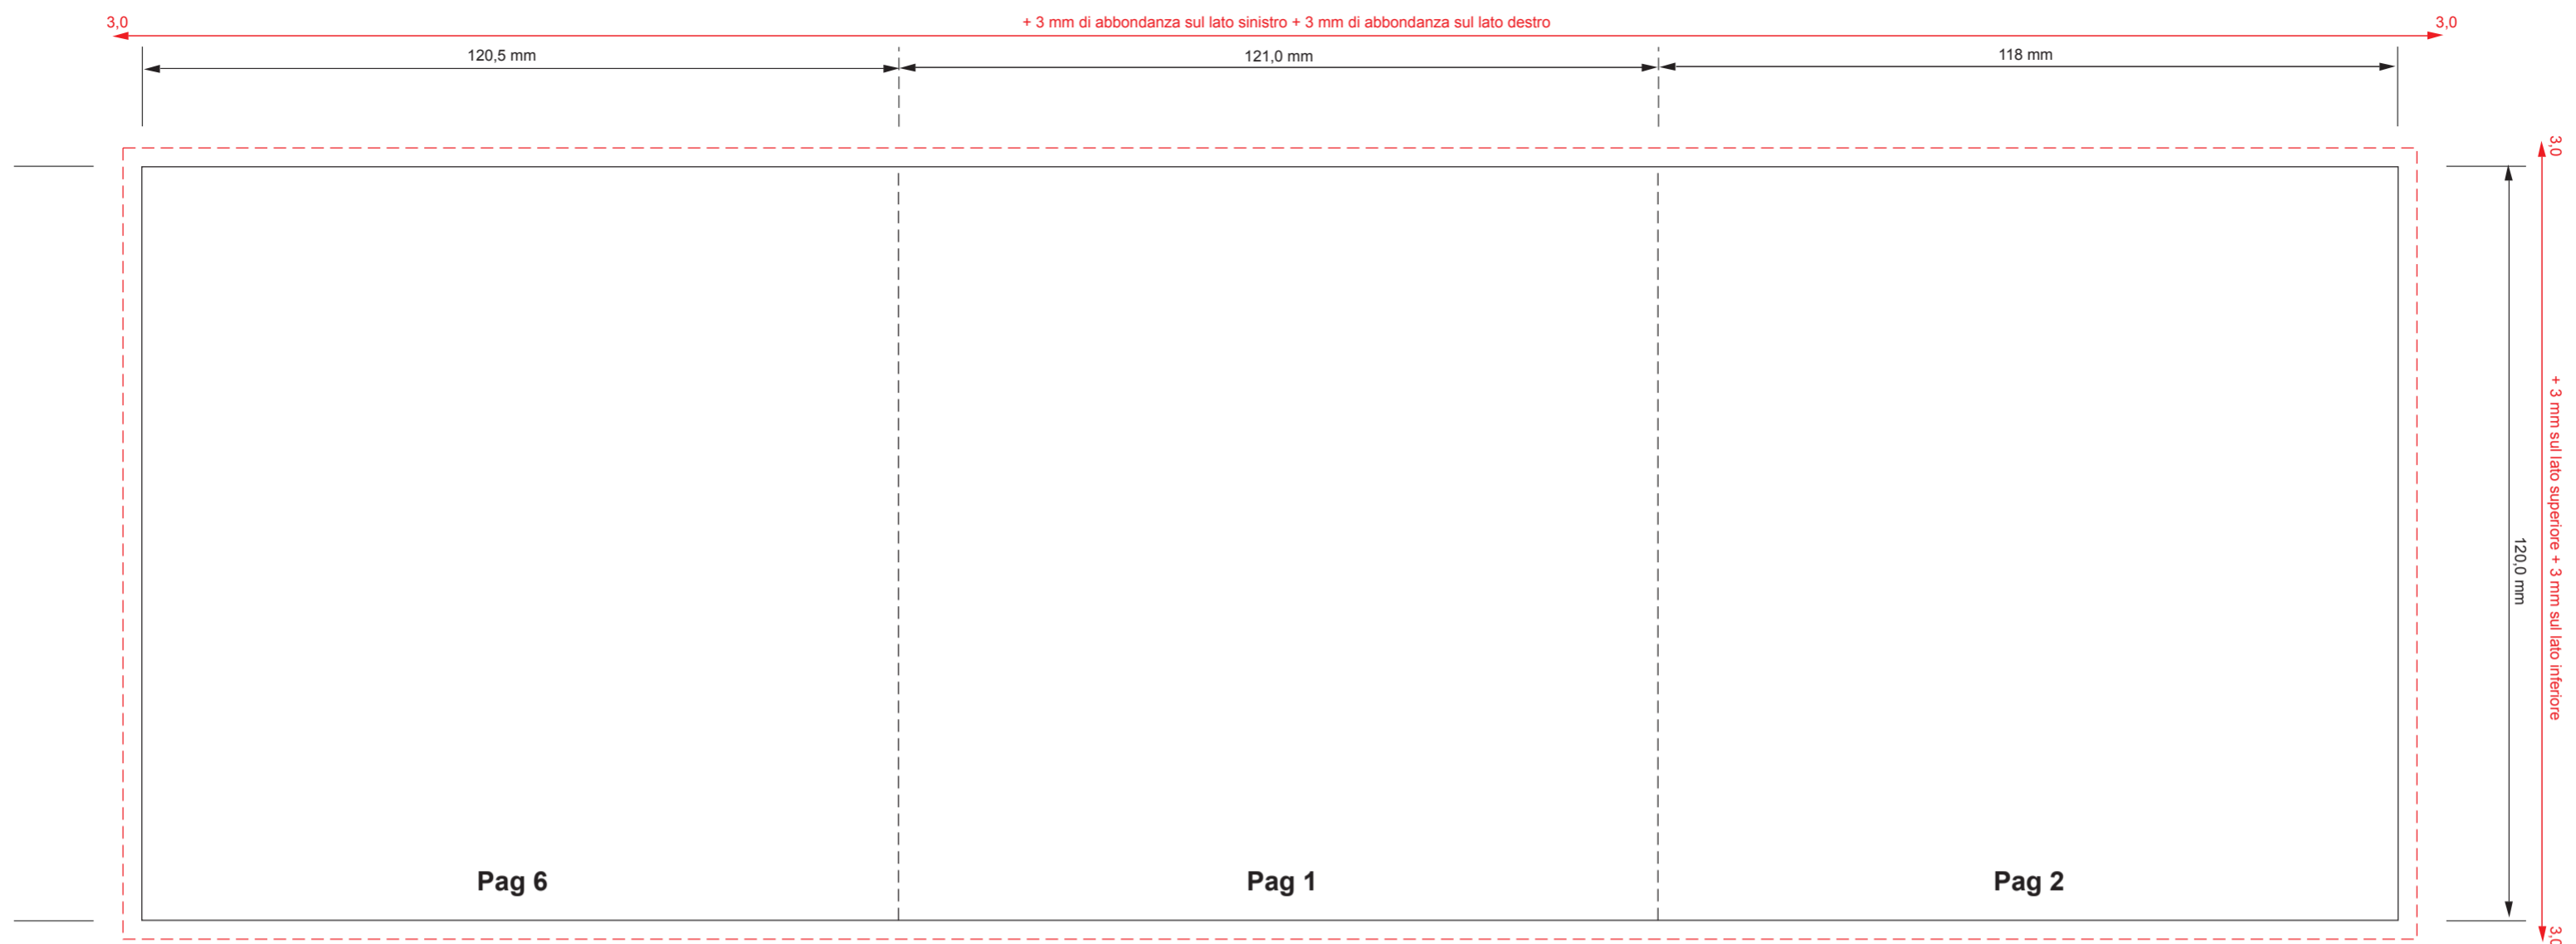 3,0 + 3 mm di abbondanza sul lato sinistro + 3 mm di abbondanza sul lato destro 3,0
120,5 mm 121,0 mm 118 mm
3,0
+ 3 mm sul lato superiore + 3 mm sul lato inferiore
120,0 mm
Pag 6 Pag 1 Pag 2
3,0